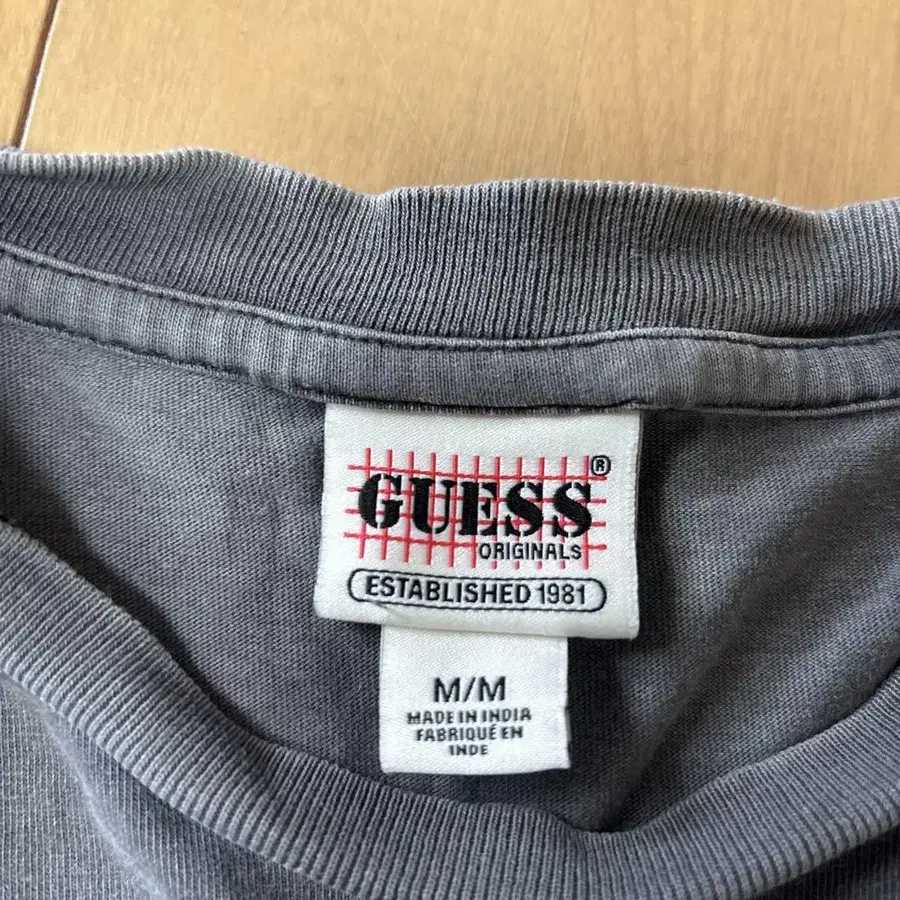 GUESS®
ORIGINALS
ESTABLISHED 1981
M/M
MADE IN INDIA
FABRIQUÉ EN
INDE